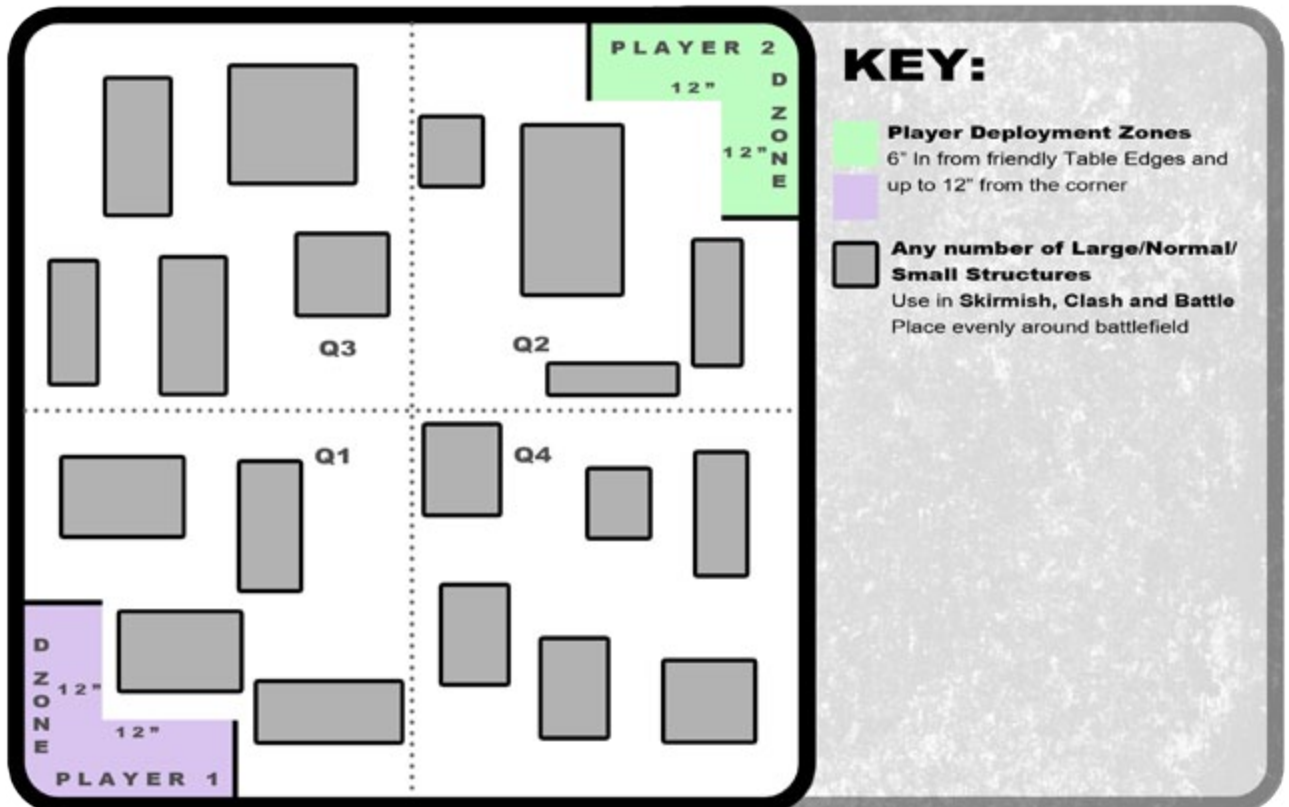 PLAYER 2
12"
D ZONE
12"
Q3
Q2
Q1
Q4
D ZONE
12"
12"
PLAYER 1
KEY:
Player Deployment Zones
6" In from friendly Table Edges and
up to 12" from the corner
Any number of Large/Normal/
Small Structures
Use in Skirmish, Clash and Battle
Place evenly around battlefield